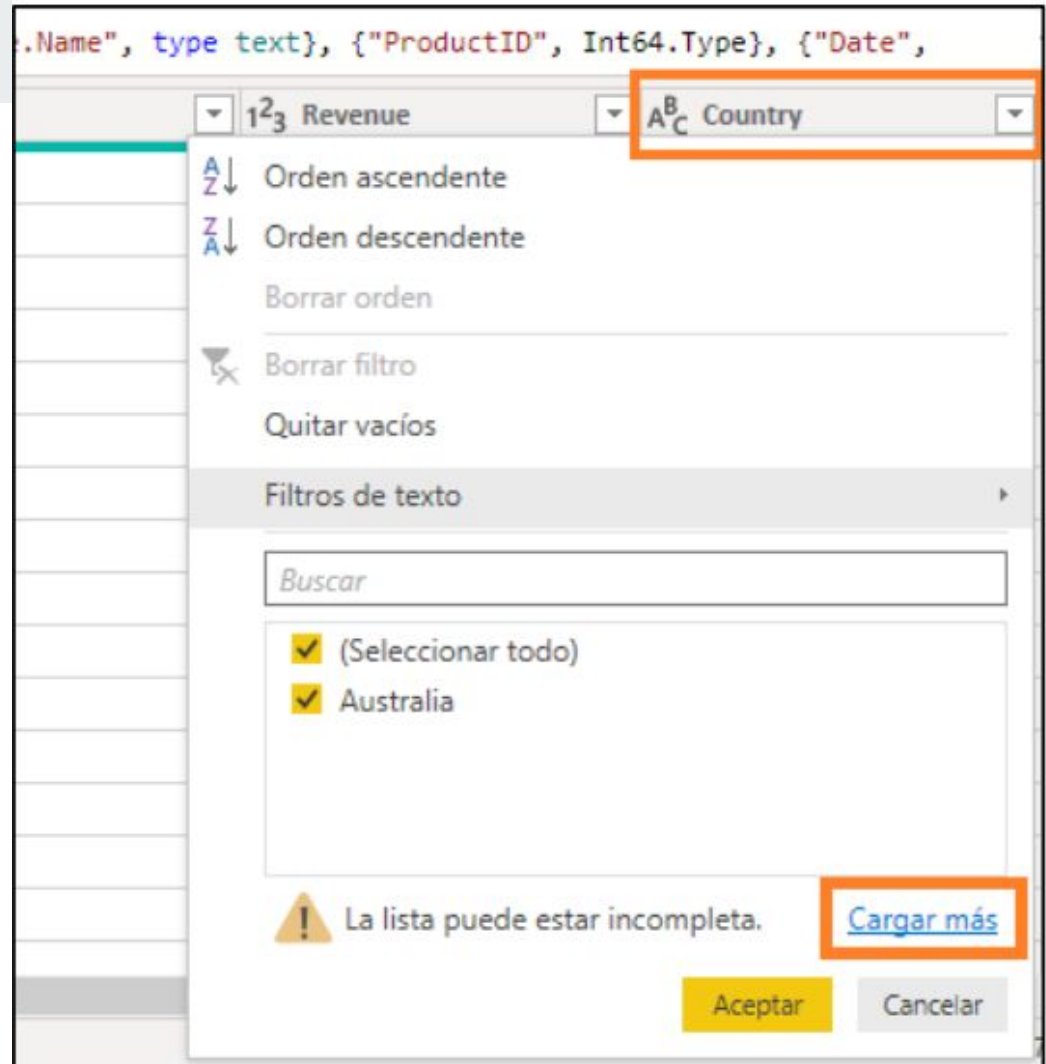 .Name", type text}, {"ProductID", Int64.Type}, {"Date",
123 Revenue ABC Country
Orden ascendente
Orden descendente
Borrar orden
Borrar filtro
Quitar vacíos
Filtros de texto
Buscar
(Seleccionar todo)
Australia
La lista puede estar incompleta. Cargar más
Aceptar Cancelar